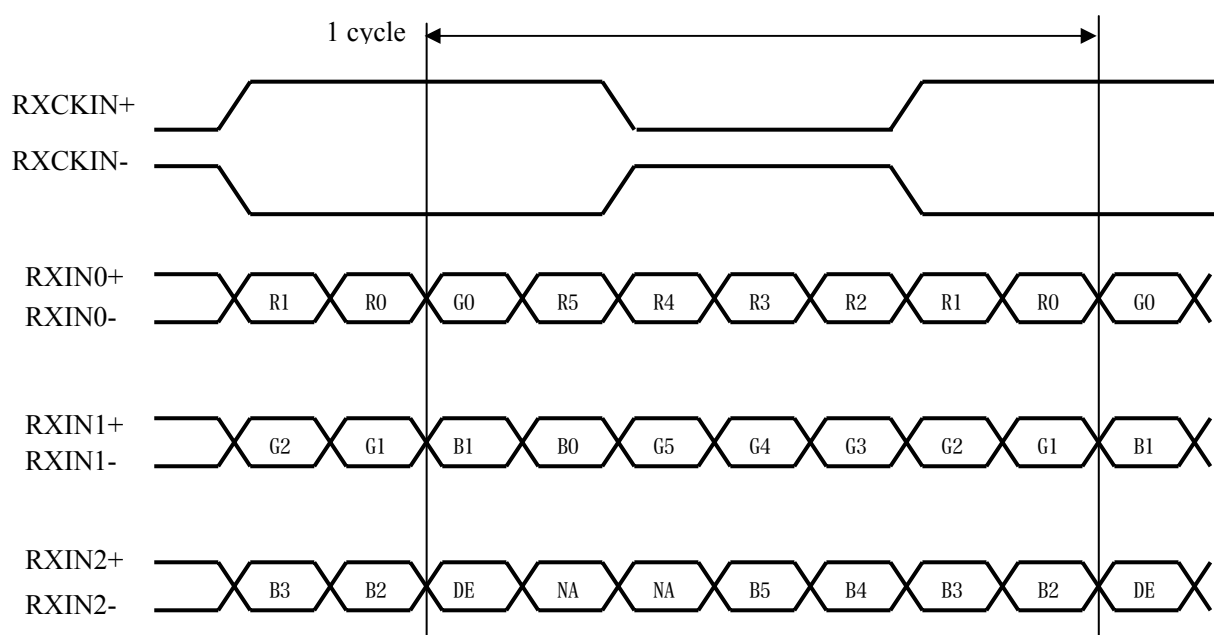 1 cycle
RXCKIN+
RXCKIN-
RXIN0+
R1 R0 G0 R5 R4 R3 R2 R1 R0 G0
RXIN0-
RXIN1+
G2 G1 B1 B0 G5 G4 G3 G2 G1 B1
RXIN1-
RXIN2+
B3 B2 DE NA NA B5 B4 B3 B2 DE
RXIN2-